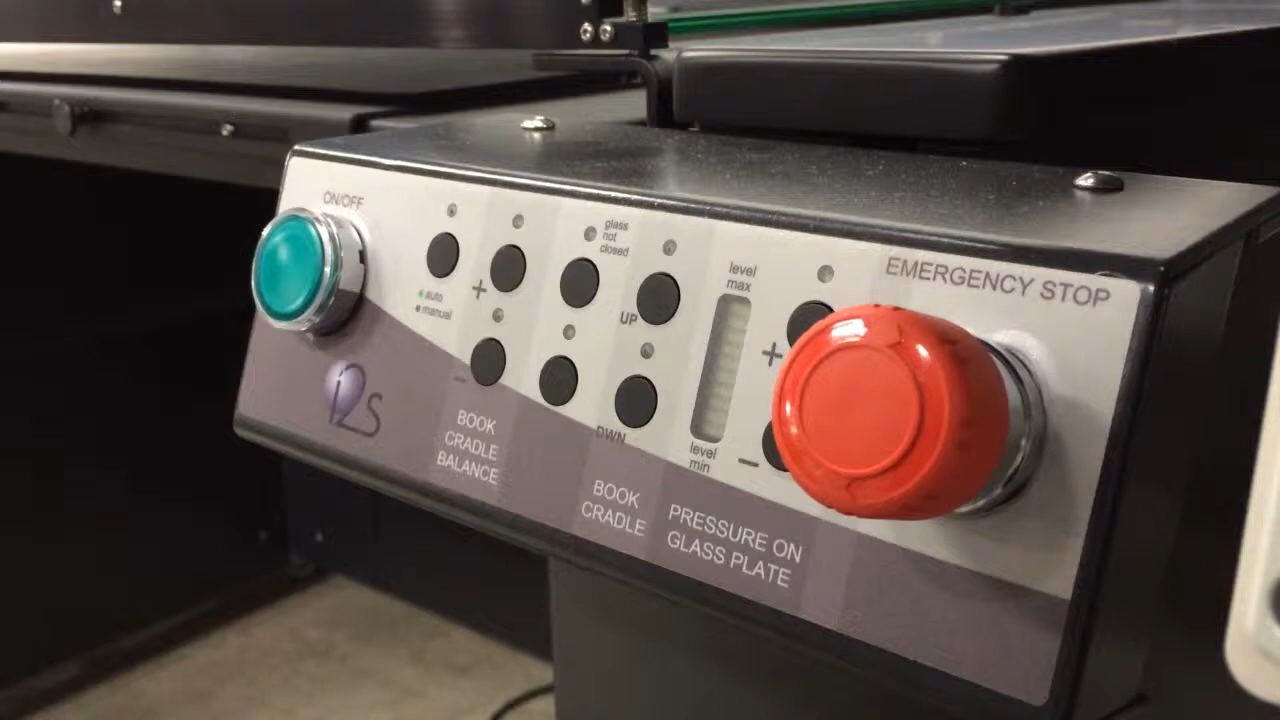 ON/OFF
auto
manual
+
−
glass
not
closed
UP
DWN
level
max
level
min
+
−
EMERGENCY STOP
i2S
BOOK
CRADLE
BALANCE
BOOK
CRADLE
PRESSURE ON
GLASS PLATE